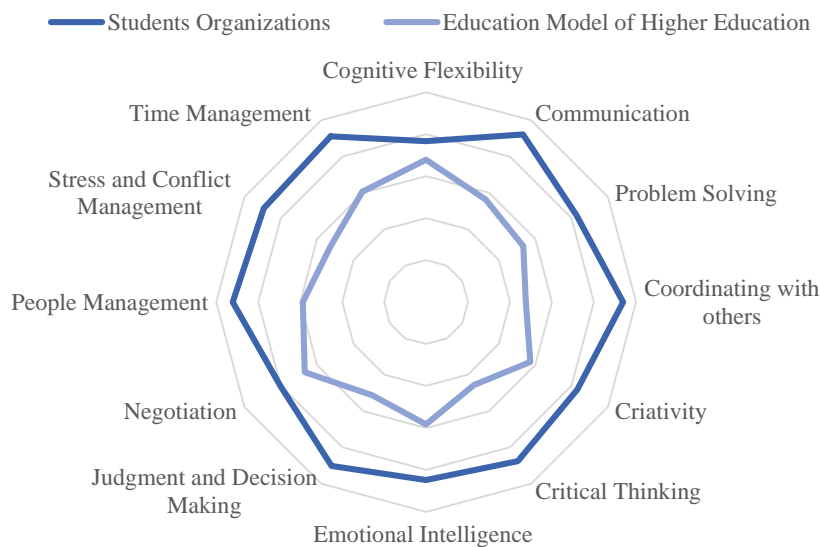 Students Organizations
Education Model of Higher Education
Cognitive Flexibility
Communication
Problem Solving
Coordinating with
others
Criativity
Critical Thinking
Emotional Intelligence
Judgment and Decision
Making
Negotiation
People Management
Stress and Conflict
Management
Time Management